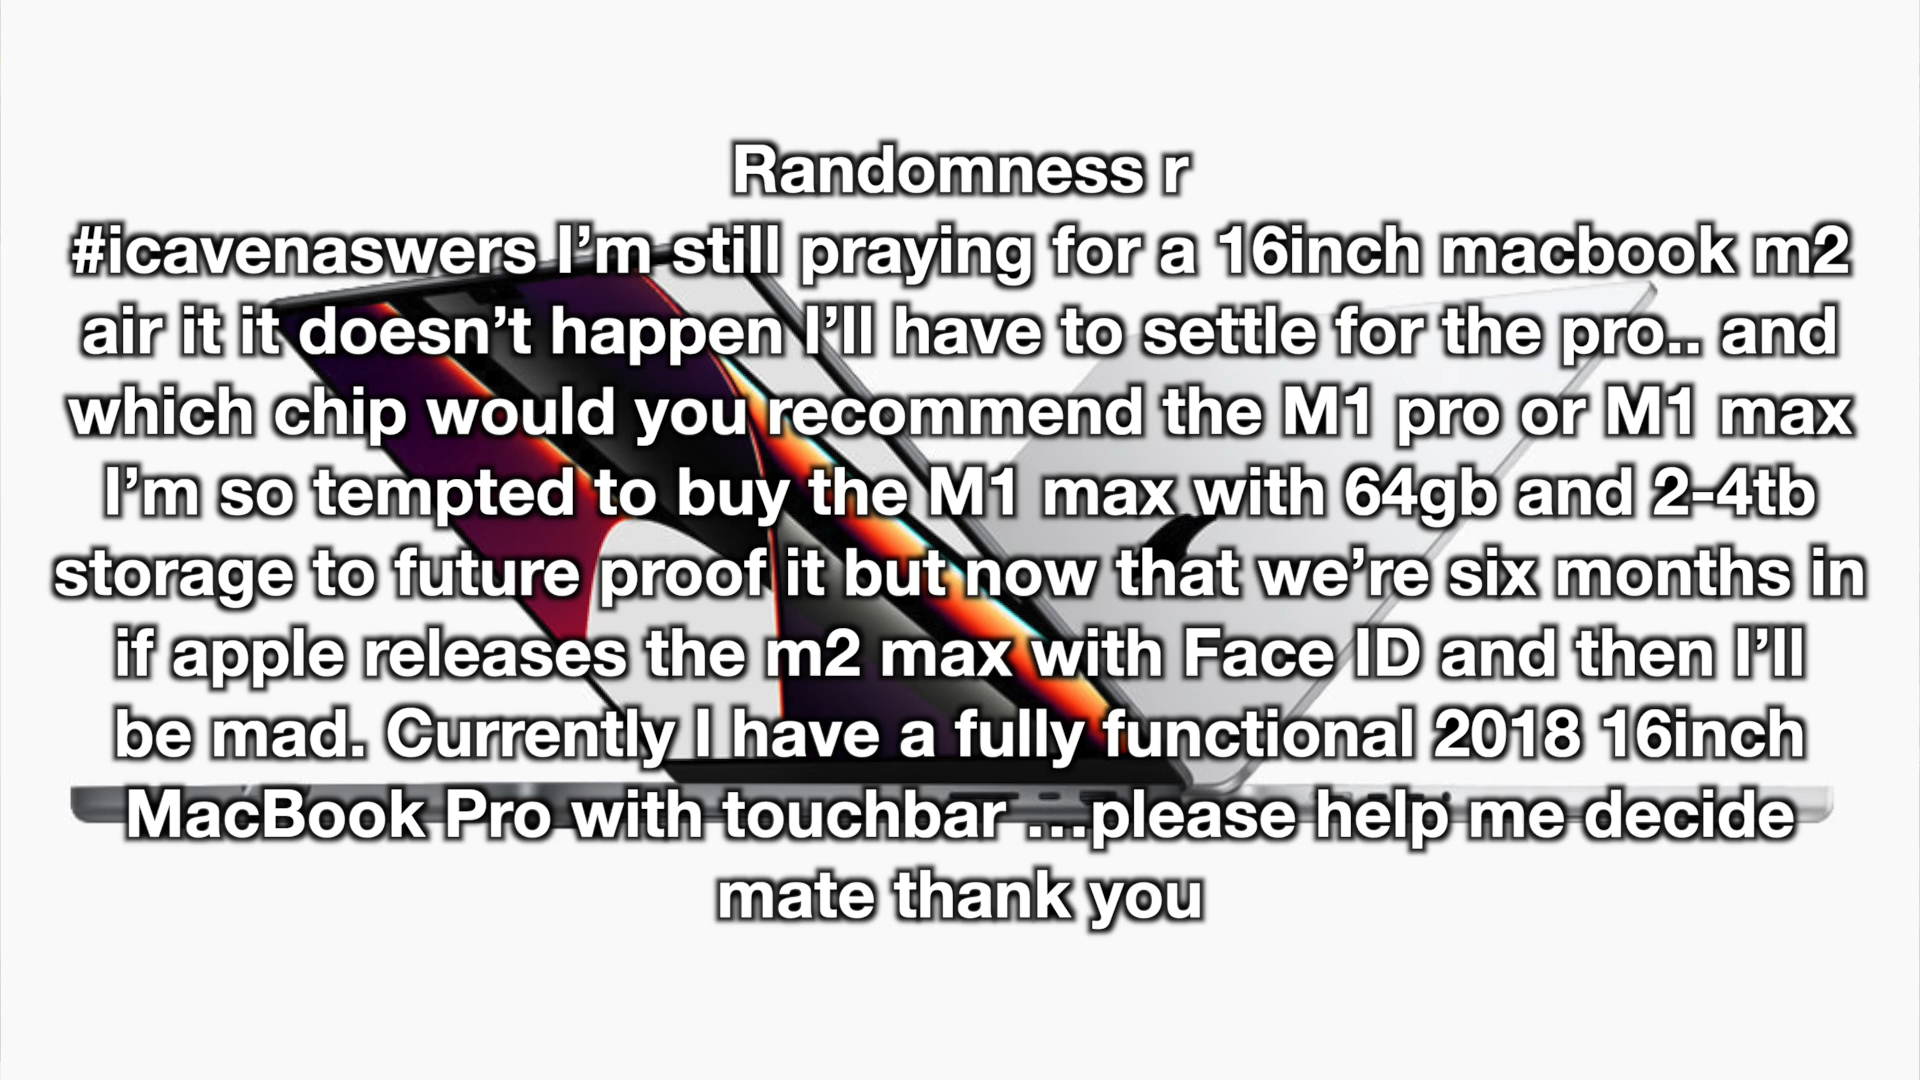 Randomness r
#icavenaswers I’m still praying for a 16inch macbook m2
air it it doesn’t happen I’ll have to settle for the pro.. and
which chip would you recommend the M1 pro or M1 max
I’m so tempted to buy the M1 max with 64gb and 2-4tb
storage to future proof it but now that we’re six months in
if apple releases the m2 max with Face ID and then I’ll
be mad. Currently I have a fully functional 2018 16inch
MacBook Pro with touchbar …please help me decide
mate thank you